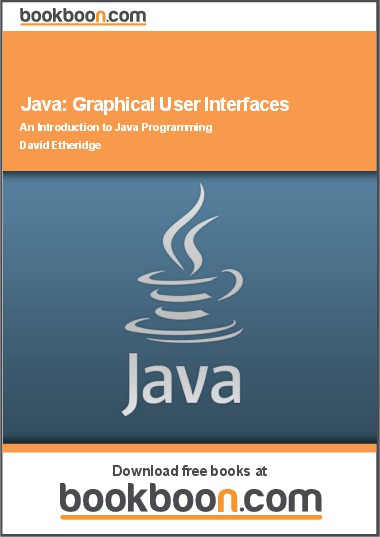 bookboon.com
Java: Graphical User Interfaces
An Introduction to Java Programming
David Etheridge
Java
Download free books at
bookboon.com